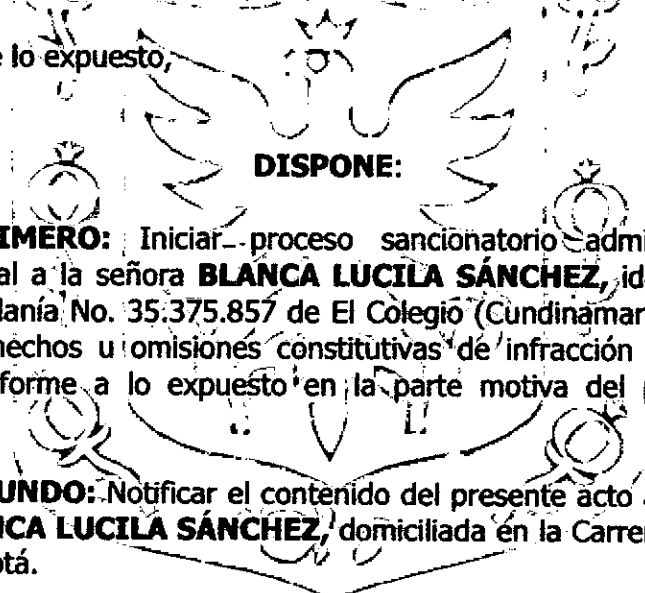 lo expuesto,
DISPONE:
IMERO: Iniciar proceso sancionatorio admi
al a la señora BLANCA LUCILA SÁNCHEZ, id
lanía No. 35.375.857 de El Colegio (Cundinamar
hechos u omisiones constitutivas de infracción
forme a lo expuesto en la parte motiva del
UNDO: Notificar el contenido del presente acto
NCA LUCILA SÁNCHEZ, domiciliada en la Carre
otá.